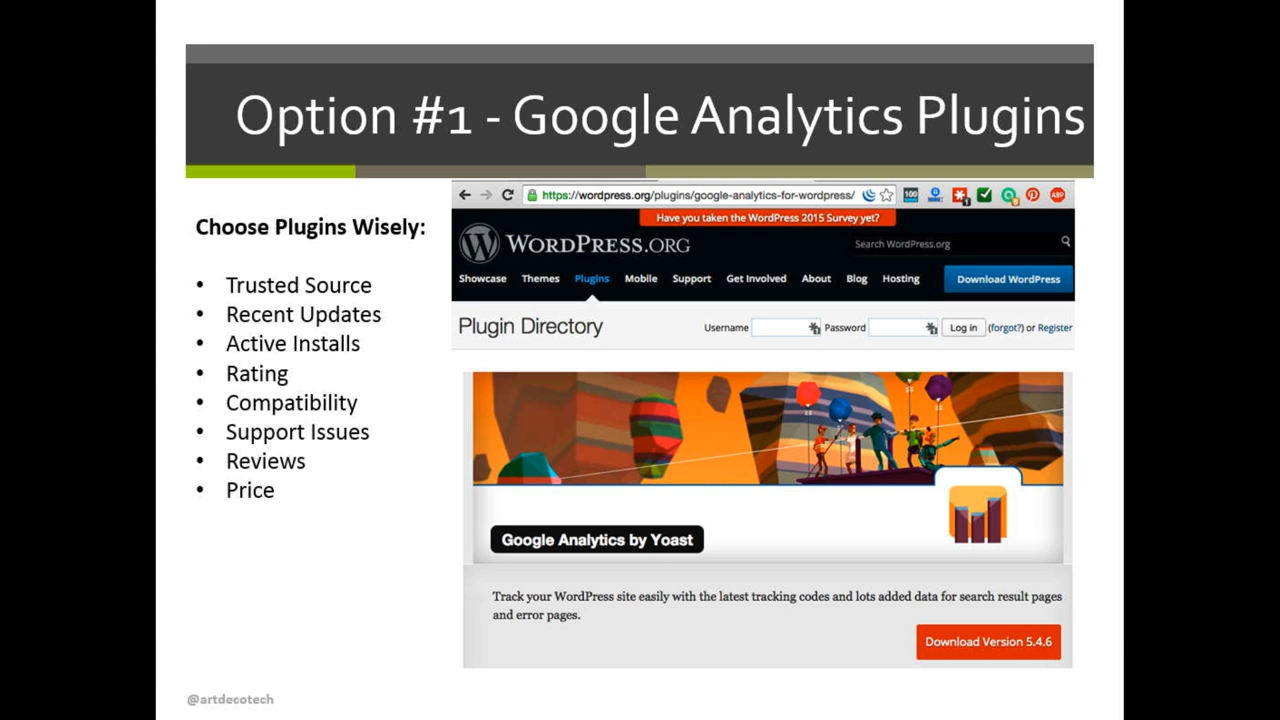 Option #1 - Google Analytics Plugins
Choose Plugins Wisely:
• Trusted Source
• Recent Updates
• Active Installs
• Rating
• Compatibility
• Support Issues
• Reviews
• Price
https://wordpress.org/plugins/google-analytics-for-wordpress/
100
ABP
Have you taken the WordPress 2015 Survey yet?
WORDPRESS.ORG
Search WordPress.org
Showcase Themes Plugins Mobile Support Get Involved About Blog Hosting Download WordPress
Plugin Directory
Username Password Log in (forgot?) or Register
Google Analytics by Yoast
Track your WordPress site easily with the latest tracking codes and lots added data for search result pages
and error pages.
Download Version 5.4.6
@artdecotech